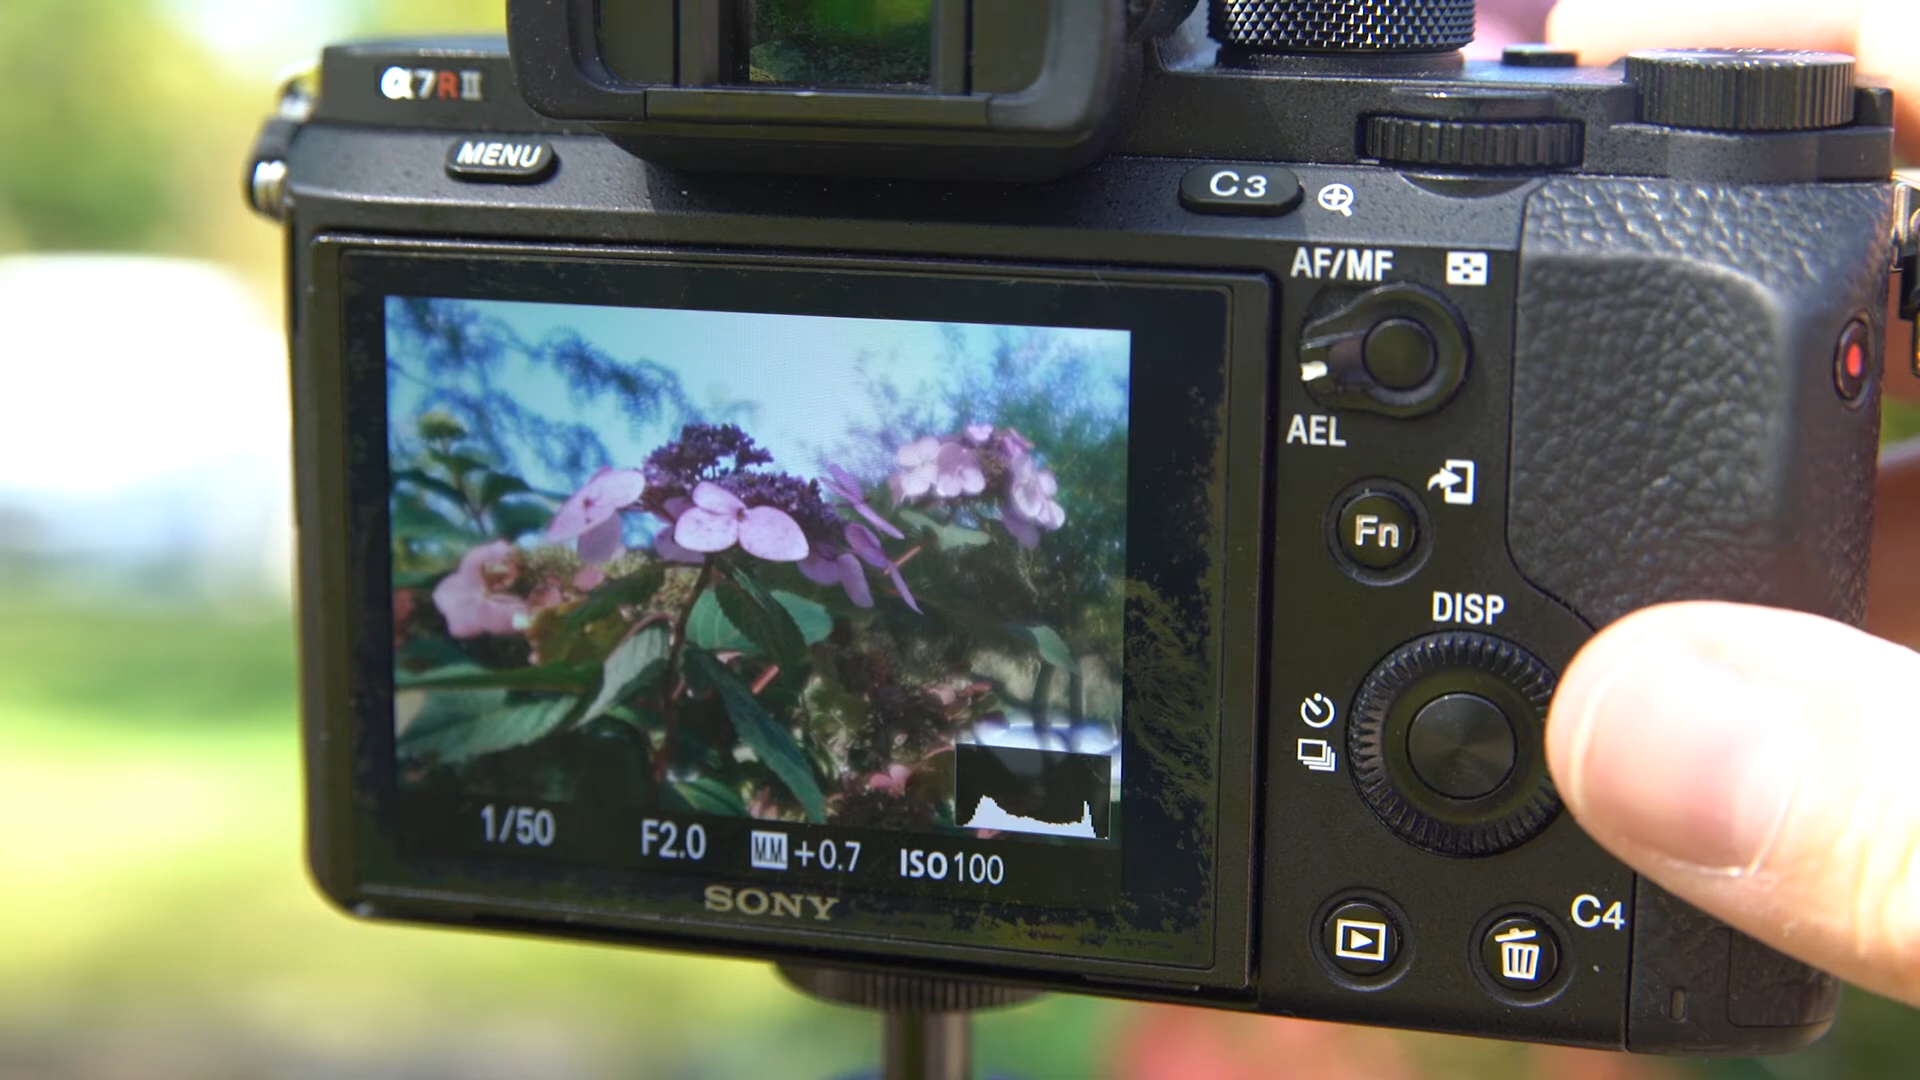 α7RII
MENU
C3
AF/MF
AEL
Fn
DISP
1/50 F2.0 M.M. +0.7 ISO 100
SONY
C4